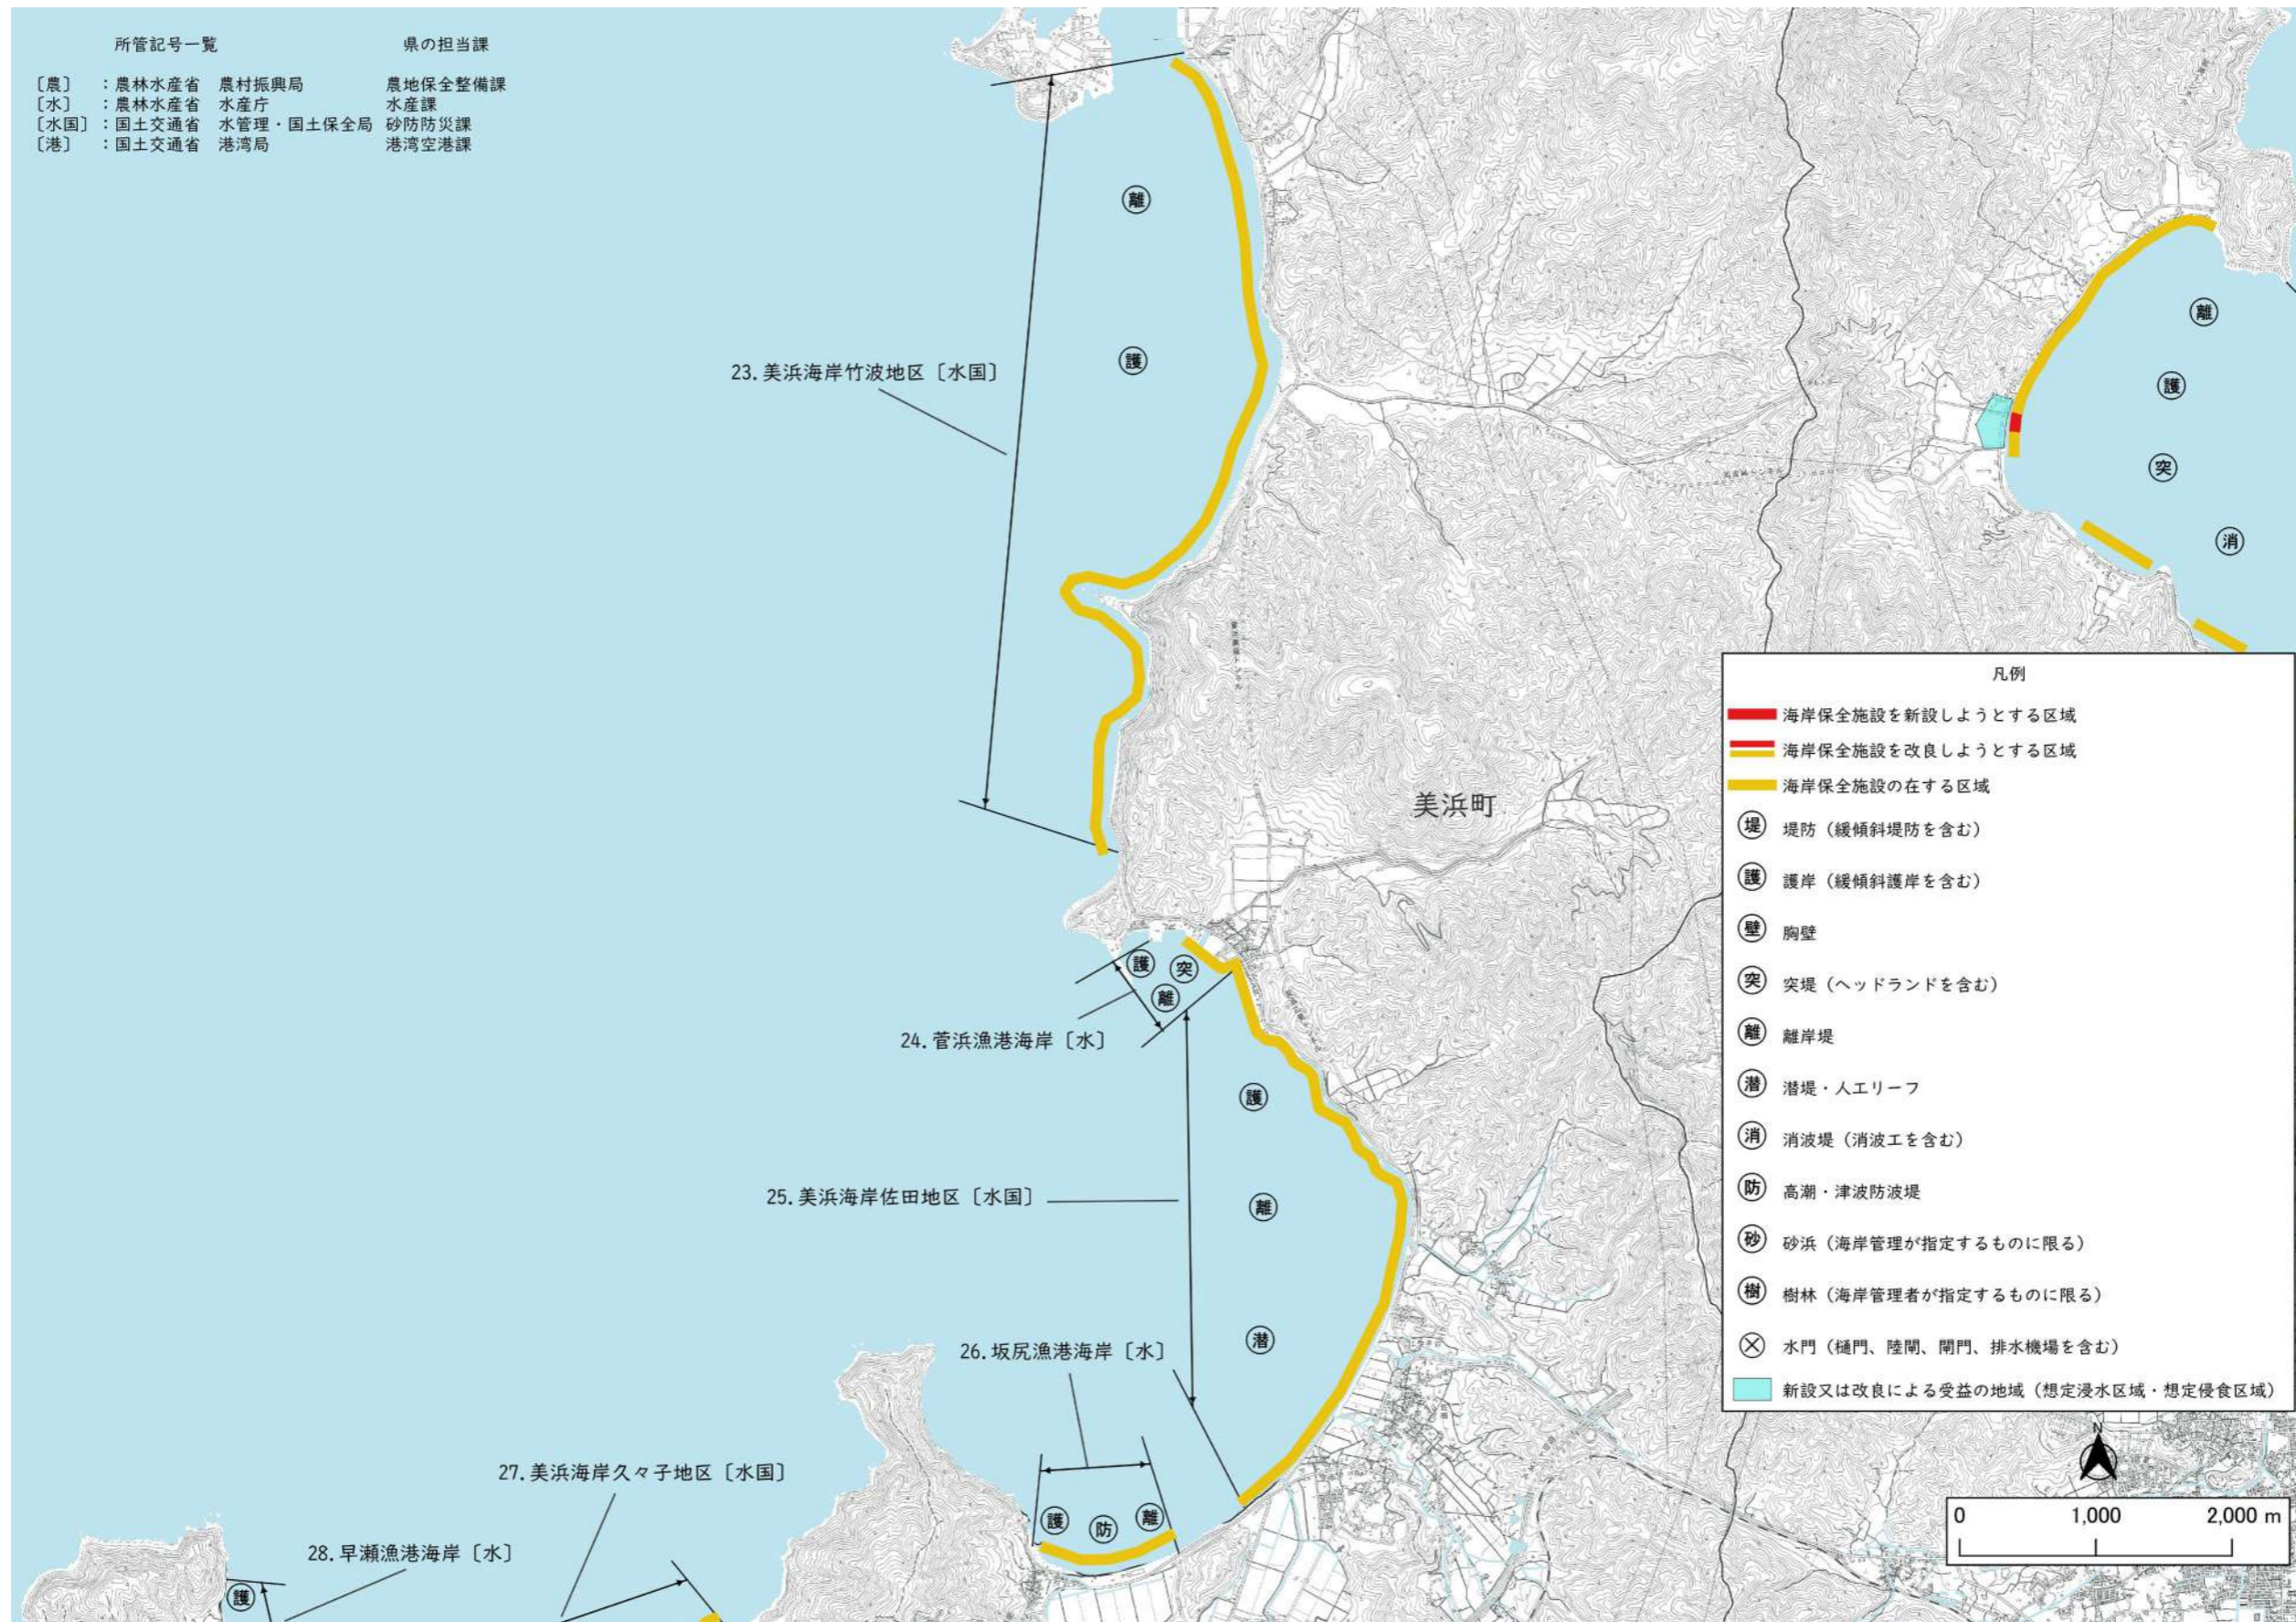 所管記号一覧 県の担当課
〔農〕 ：農林水産省 農村振興局 農地保全整備課
〔水〕 ：農林水産省 水産庁 水産課
〔水国〕：国土交通省 水管理・国土保全局 砂防防災課
〔港〕 ：国土交通省 港湾局 港湾空港課
離
離
護
23.美浜海岸竹波地区〔水国〕
護
突
消
美浜町
護
突
離
24.菅浜漁港海岸〔水〕
護
25.美浜海岸佐田地区〔水国〕
離
潜
26.坂尻漁港海岸〔水〕
27.美浜海岸久々子地区〔水国〕
護
防
離
28.早瀬漁港海岸〔水〕
護
凡例
海岸保全施設を新設しようとする区域
海岸保全施設を改良しようとする区域
海岸保全施設の在する区域
堤 堤防（緩傾斜堤防を含む）
護 護岸（緩傾斜護岸を含む）
壁 胸壁
突 突堤（ヘッドランドを含む）
離 離岸堤
潜 潜堤・人工リーフ
消 消波堤（消波工を含む）
防 高潮・津波防波堤
砂 砂浜（海岸管理が指定するものに限る）
樹 樹林（海岸管理者が指定するものに限る）
水門（樋門、陸閘、閘門、排水機場を含む）
新設又は改良による受益の地域（想定浸水区域・想定侵食区域）
N
0 1,000 2,000 m